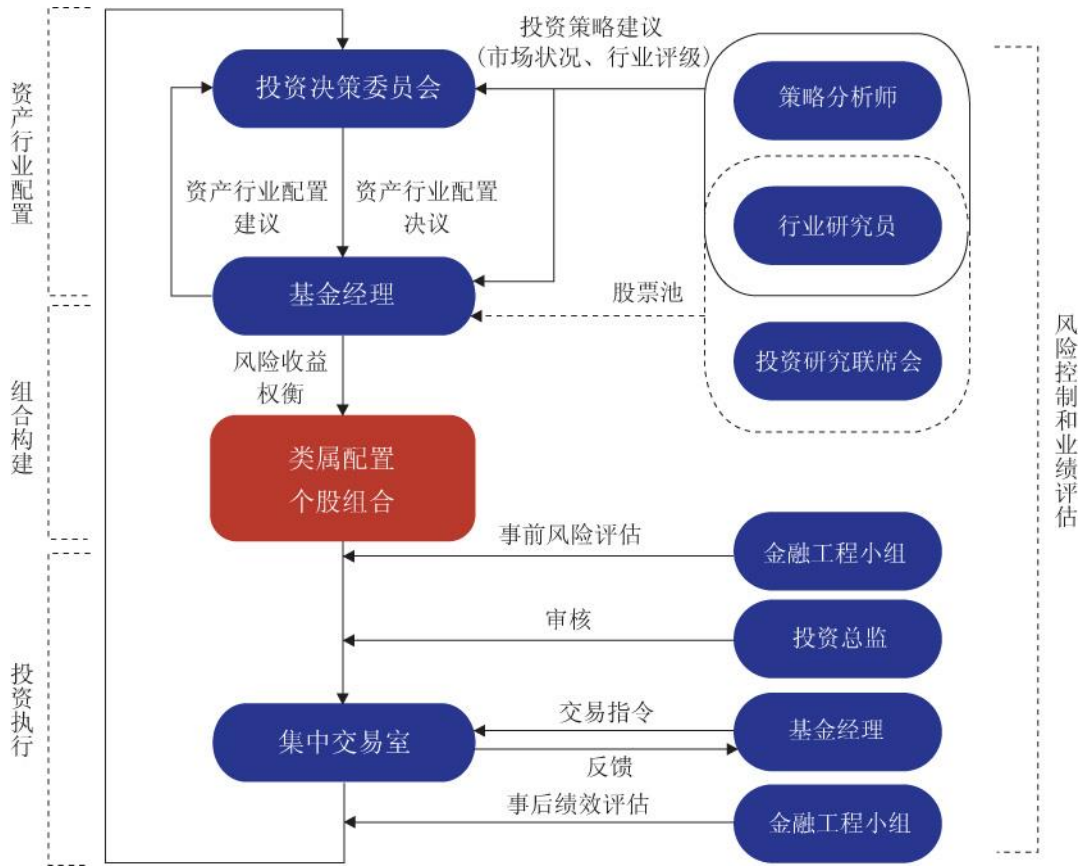 投资策略建议
(市场状况、行业评级)
投资决策委员会
策略分析师
资产行业配置
资产行业配置
建议
资产行业配置
决议
行业研究员
基金经理
股票池
投资研究联席会
风险收益
权衡
组合构建
类属配置
个股组合
风险控制和业绩评估
事前风险评估
金融工程小组
审核
投资总监
投资执行
集中交易室
交易指令
基金经理
反馈
事后绩效评估
金融工程小组